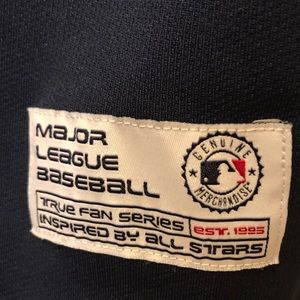 MAJOR
LEAGUE
BASEBALL
GENUINE
MERCHANDISE
TRUE FAN SERIES EST. 1995
INSPIRED BY ALL STARS